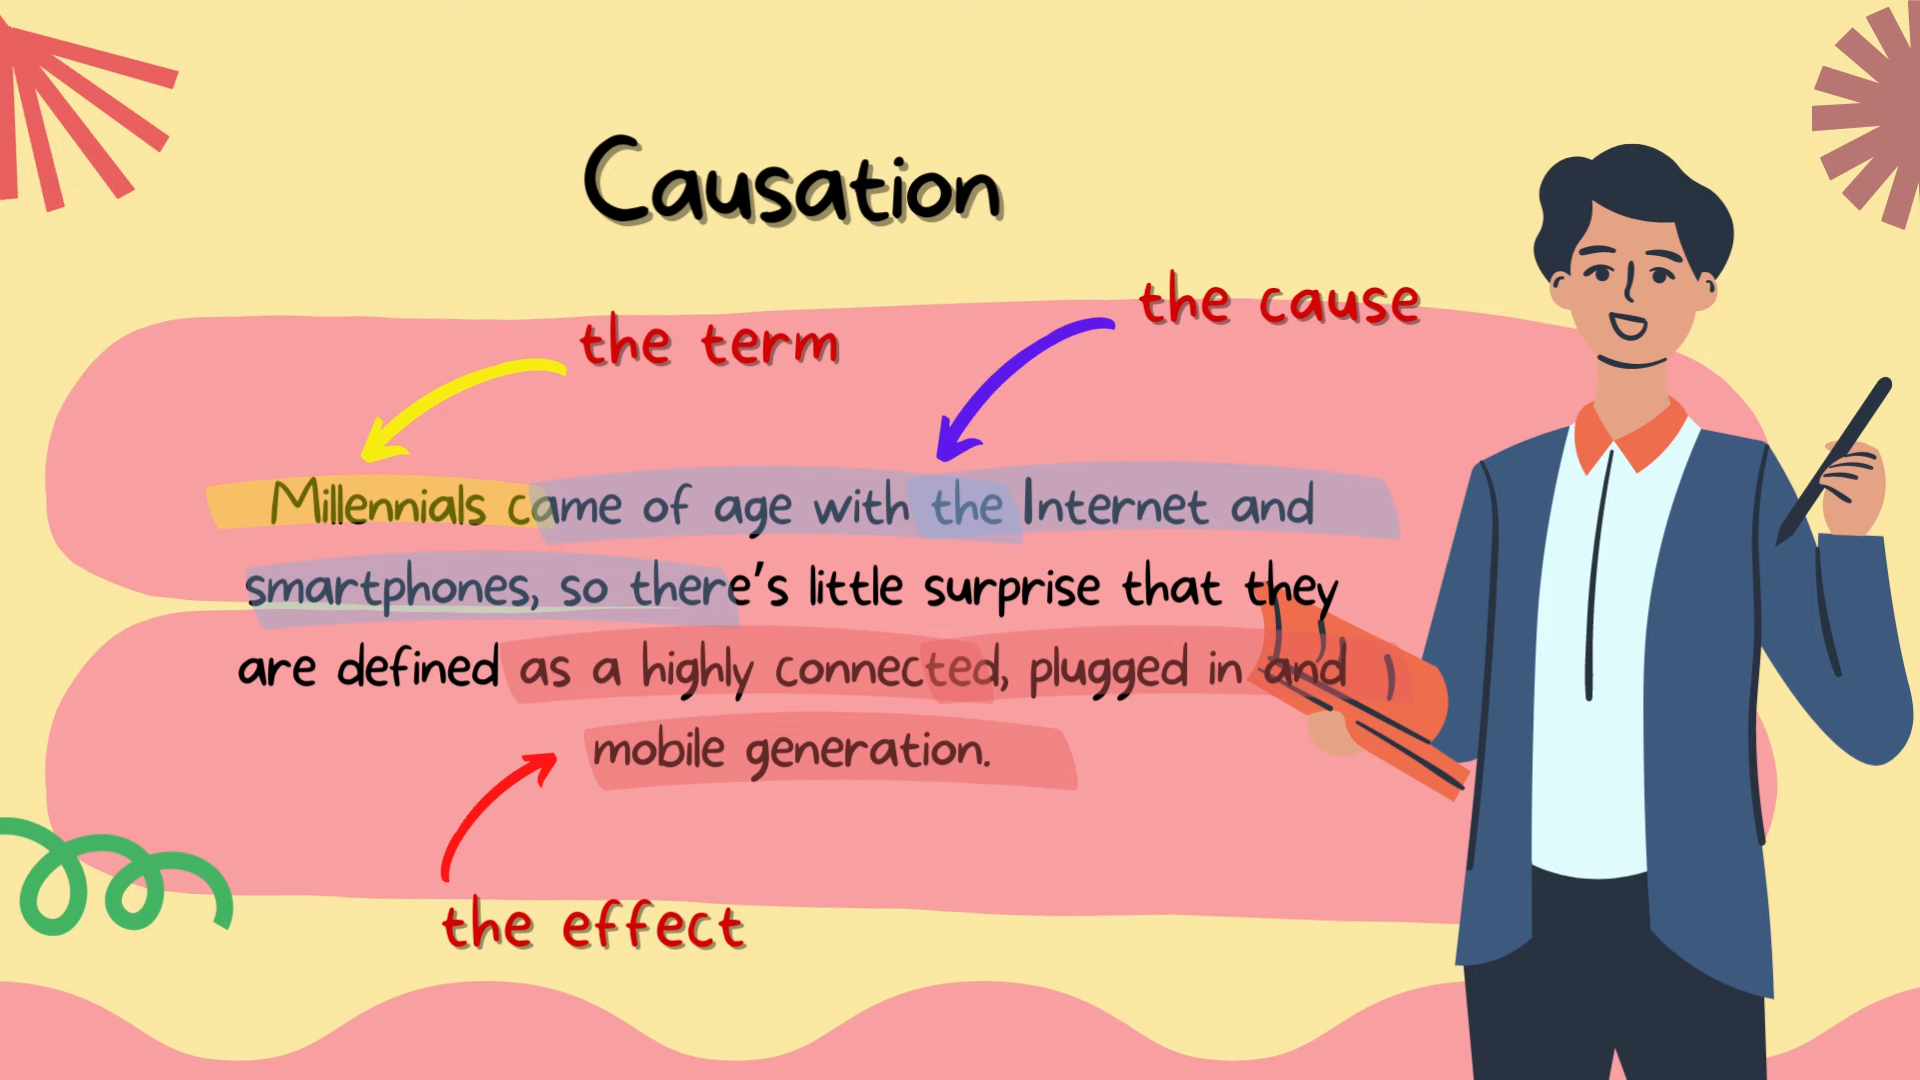 Causation
the cause
the term
Millennials came of age with the Internet and
smartphones, so there's little surprise that they
are defined as a highly connected, plugged in and
mobile generation.
the effect